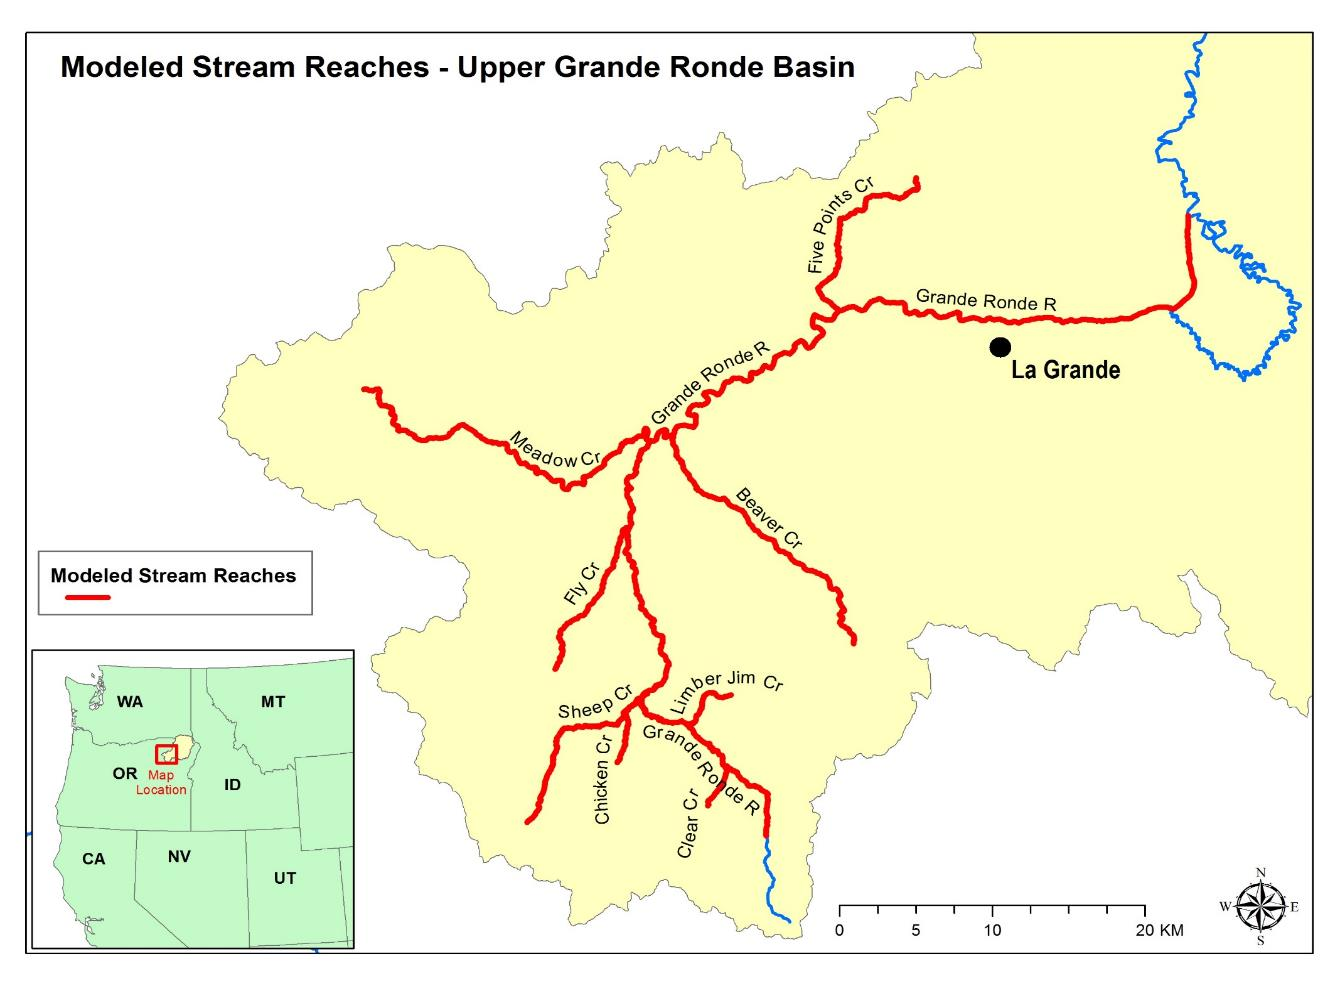 Modeled Stream Reaches - Upper Grande Ronde Basin
Five Points Cr
Grande Ronde R
La Grande
Grande Ronde R
Meadow Cr
Beaver Cr
Fly Cr
Modeled Stream Reaches
Limber Jim Cr
Sheep Cr
Grande Ronde R
Chicken Cr
Clear Cr
WA
MT
OR
Map
Location
ID
CA
NV
UT
N
W
E
S
0
5
10
20 KM